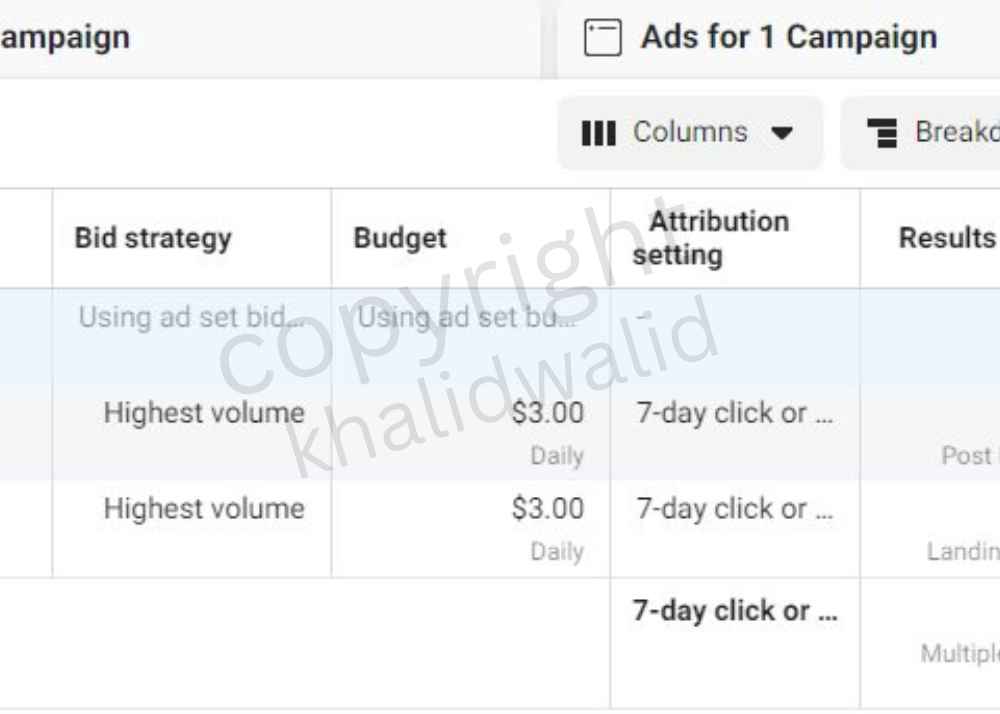 ampaign
Ads for 1 Campaign
Columns
Breakd
Bid strategy
Budget
Attribution
setting
Results
Using ad set bid...
Using ad set bu...
-
Highest volume
$3.00
7-day click or ...
Daily
Post
Highest volume
$3.00
7-day click or ...
Daily
Landin
7-day click or ...
Multiple
copyright
khalidwalid